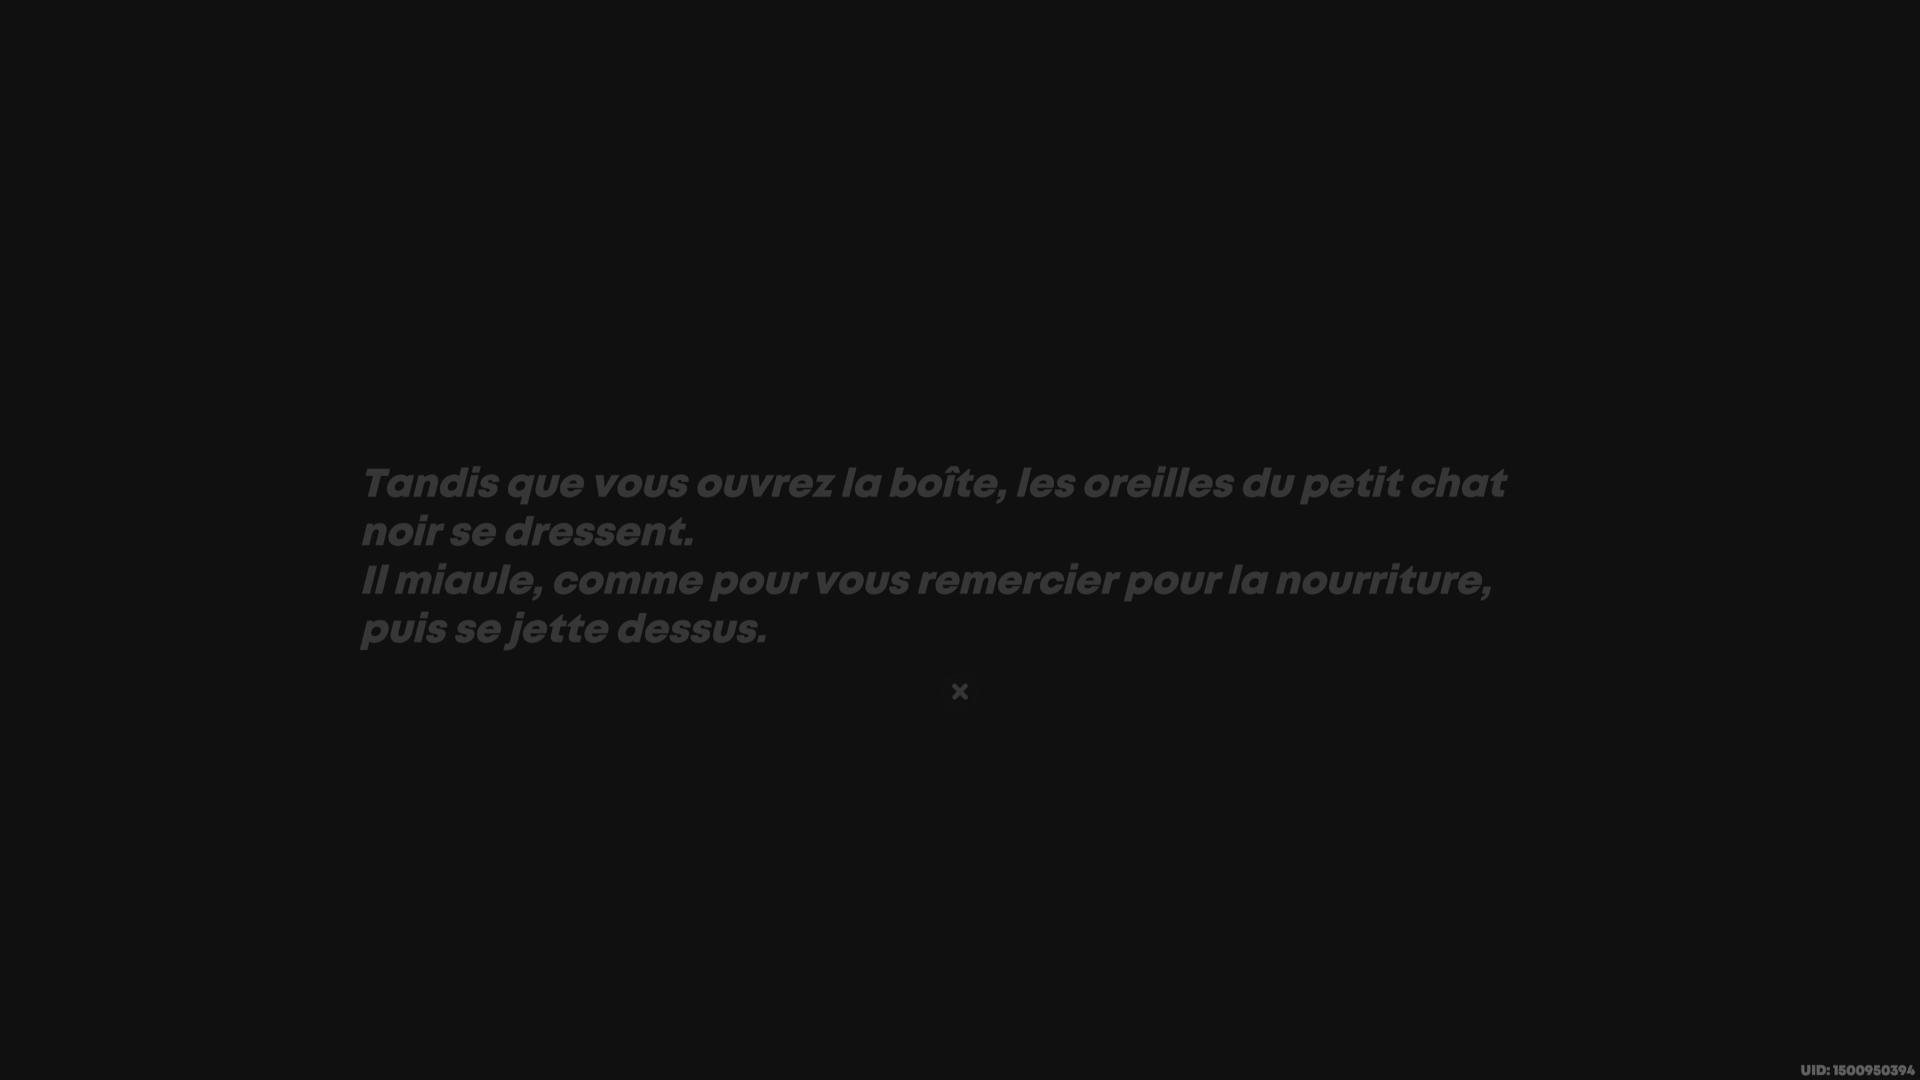 Tandis que vous ouvrez la boîte, les oreilles du petit chat
noir se dressent.
Il miaule, comme pour vous remercier pour la nourriture,
puis se jette dessus.
UID: 1500950394